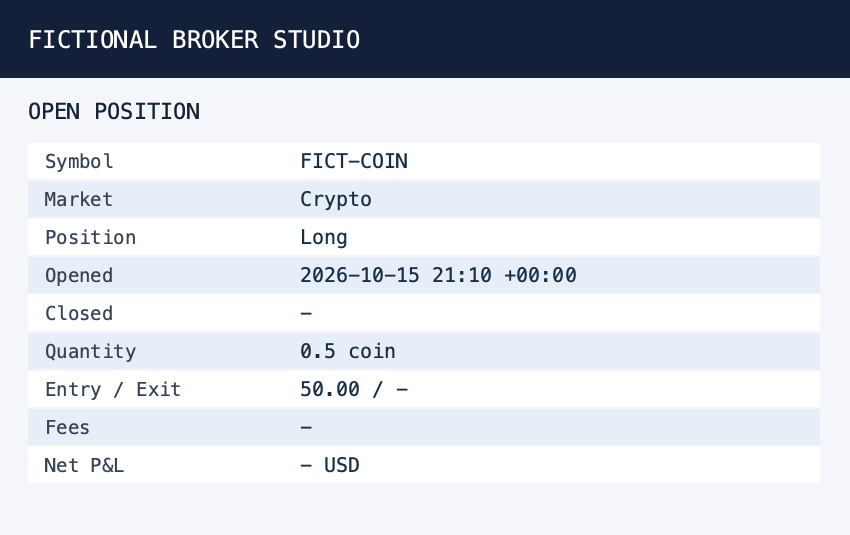 FICTIONAL BROKER STUDIO
OPEN POSITION
Symbol FICT-COIN
Market Crypto
Position Long
Opened 2026-10-15 21:10 +00:00
Closed -
Quantity 0.5 coin
Entry / Exit 50.00 / -
Fees -
Net P&L - USD